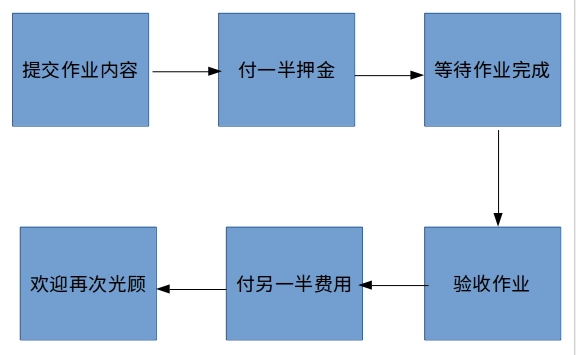 提交作业内容
付一半押金
等待作业完成
验收作业
付另一半费用
欢迎再次光顾